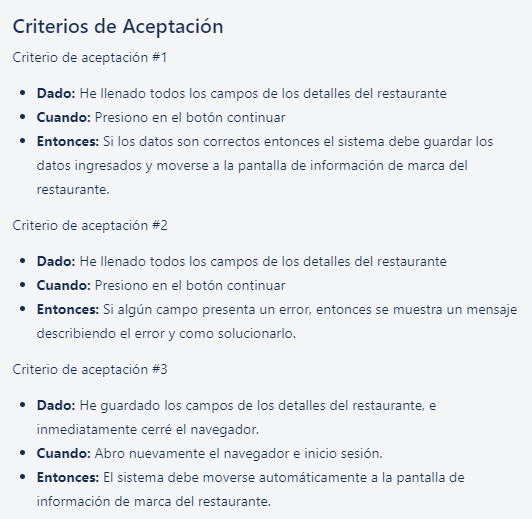 Criterios de Aceptación
Criterio de aceptación #1
• Dado: He llenado todos los campos de los detalles del restaurante
• Cuando: Presiono en el botón continuar
• Entonces: Si los datos son correctos entonces el sistema debe guardar los
datos ingresados y moverse a la pantalla de información de marca del
restaurante.
Criterio de aceptación #2
• Dado: He llenado todos los campos de los detalles del restaurante
• Cuando: Presiono en el botón continuar
• Entonces: Si algún campo presenta un error, entonces se muestra un mensaje
describiendo el error y como solucionarlo.
Criterio de aceptación #3
• Dado: He guardado los campos de los detalles del restaurante, e
inmediatamente cerré el navegador.
• Cuando: Abro nuevamente el navegador e inicio sesión.
• Entonces: El sistema debe moverse automáticamente a la pantalla de
información de marca del restaurante.